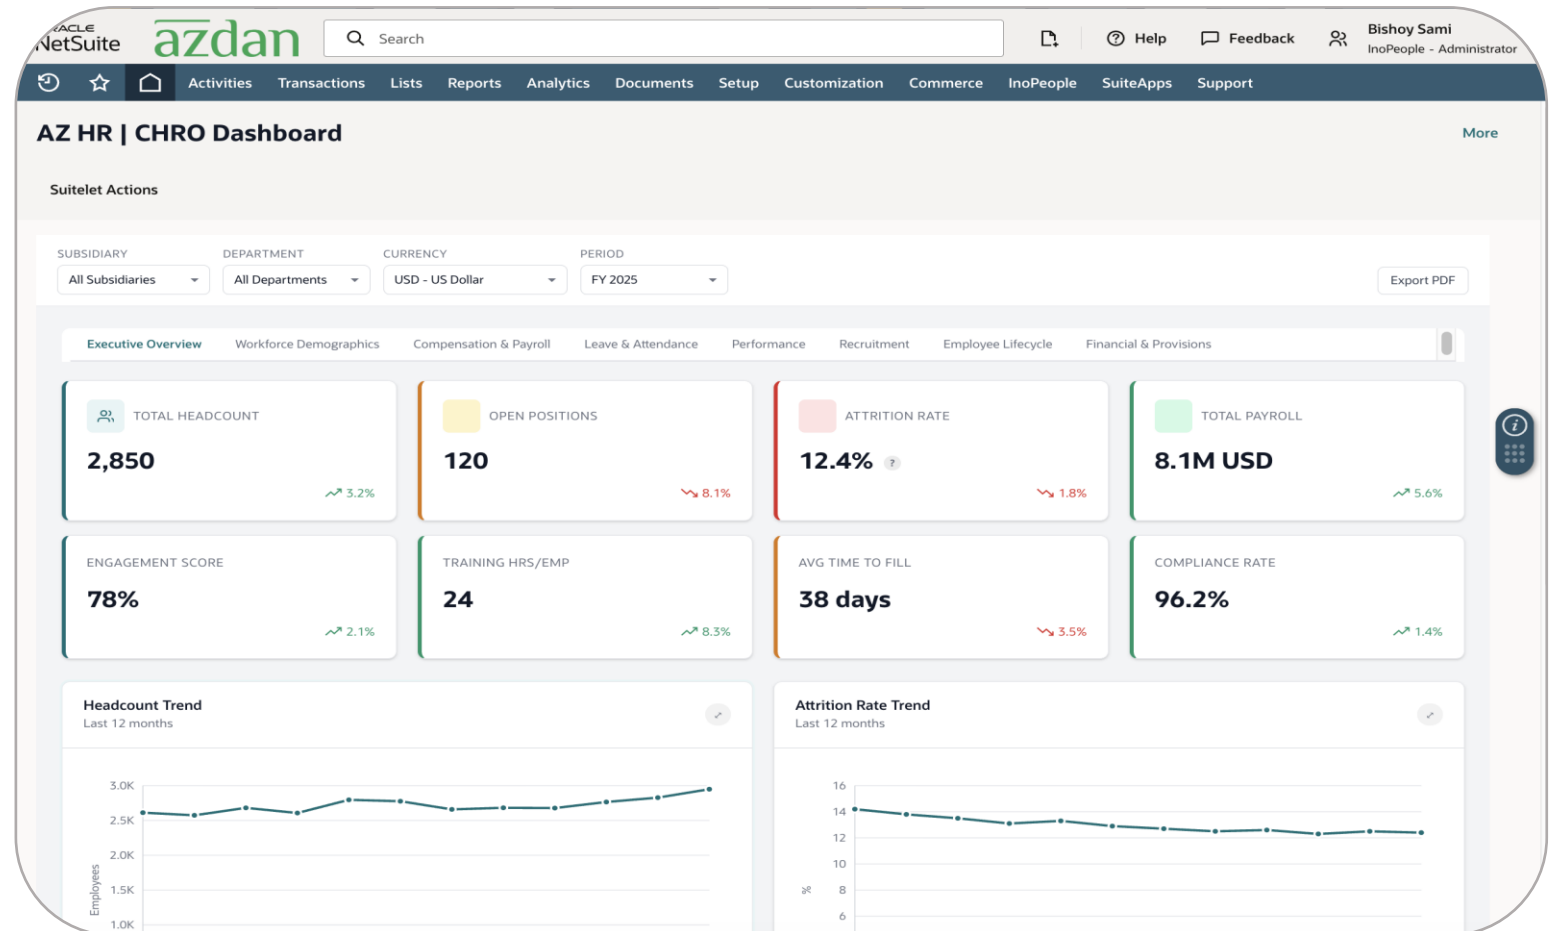 NetSuite
azdan
Search
Help
Feedback
Bishoy Sami
InoPeople - Administrator
Activities
Transactions
Lists
Reports
Analytics
Documents
Setup
Customization
Commerce
InoPeople
SuiteApps
Support
AZ HR | CHRO Dashboard
More
Suitelet Actions
SUBSIDIARY
DEPARTMENT
CURRENCY
PERIOD
All Subsidiaries
All Departments
USD - US Dollar
FY 2025
Export PDF
Executive Overview
Workforce Demographics
Compensation & Payroll
Leave & Attendance
Performance
Recruitment
Employee Lifecycle
Financial & Provisions
TOTAL HEADCOUNT
2,850
3.2%
OPEN POSITIONS
120
8.1%
ATTRITION RATE
12.4% ?
1.8%
TOTAL PAYROLL
8.1M USD
5.6%
ENGAGEMENT SCORE
78%
2.1%
TRAINING HRS/EMP
24
8.3%
AVG TIME TO FILL
38 days
3.5%
COMPLIANCE RATE
96.2%
1.4%
i
Headcount Trend
Last 12 months
3.0K
2.5K
2.0K
1.5K
1.0K
Employees
Attrition Rate Trend
Last 12 months
16
14
12
10
8
6
%